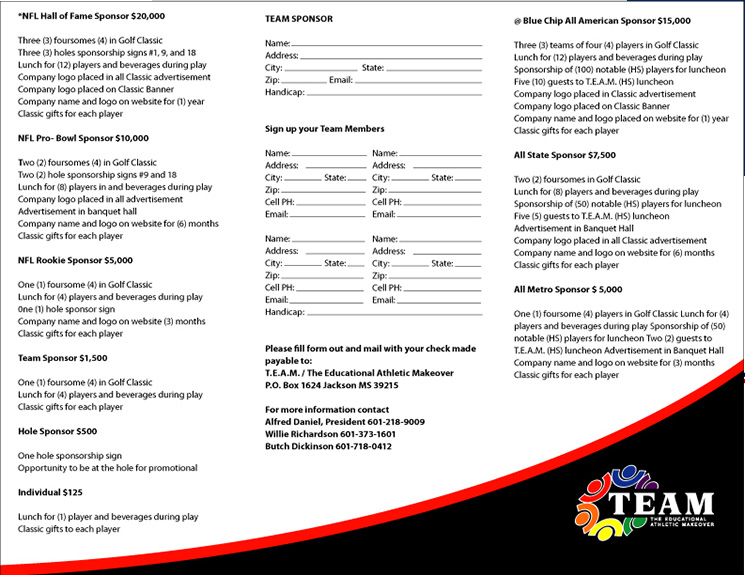 *NFL Hall of Fame Sponsor $20,000
Three (3) foursomes (4) in Golf Classic
Three (3) holes sponsorship signs #1, 9, and 18
Lunch for (12) players and beverages during play
Company logo placed in all Classic advertisement
Company logo placed on Classic Banner
Company name and logo on website for (1) year
Classic gifts for each player
NFL Pro- Bowl Sponsor $10,000
Two (2) foursomes (4) in Golf Classic
Two (2) hole sponsorship signs #9 and 18
Lunch for (8) players in and beverages during play
Company logo placed in all advertisement
Advertisement in banquet hall
Company name and logo on website for (6) months
Classic gifts for each player
NFL Rookie Sponsor $5,000
One (1) foursome (4) in Golf Classic
Lunch for (4) players and beverages during play
0ne (1) hole sponsor sign
Company name and logo on website (3) months
Classic gifts for each player
Team Sponsor $1,500
One (1) foursome (4) in Golf Classic
Lunch for (4) players and beverages during play
Classic gifts for each player
Hole Sponsor $500
One hole sponsorship sign
Opportunity to be at the hole for promotional
Individual $125
Lunch for (1) player and beverages during play
Classic gifts to each player
TEAM SPONSOR
Name:
Address:
City: State:
Zip: Email:
Handicap:
Sign up your Team Members
Name: Name:
Address: Address:
City: State: City: State:
Zip: Zip:
Cell PH: Cell PH:
Email: Email:
Name: Name:
Address: Address:
City: State: City: State:
Zip: Zip:
Cell PH: Cell PH:
Email: Email:
Handicap:
Please fill form out and mail with your check made
payable to:
T.E.A.M. / The Educational Athletic Makeover
P.O. Box 1624 Jackson MS 39215
For more information contact
Alfred Daniel, President 601-218-9009
Willie Richardson 601-373-1601
Butch Dickinson 601-718-0412
@ Blue Chip All American Sponsor $15,000
Three (3) teams of four (4) players in Golf Classic
Lunch for (12) players and beverages during play
Sponsorship of (100) notable (HS) players for luncheon
Five (10) guests to T.E.A.M. (HS) luncheon
Company logo placed in Classic advertisement
Company logo placed on Classic Banner
Company name and logo placed on website for (1) year
Classic gifts for each player
All State Sponsor $7,500
Two (2) foursomes in Golf Classic
Lunch for (8) players and beverages during play
Sponsorship of (50) notable (HS) players for luncheon
Five (5) guests to T.E.A.M. (HS) luncheon
Advertisement in Banquet Hall
Company logo placed in all Classic advertisement
Company name and logo on website for (6) months
Classic gifts for each player
All Metro Sponsor $ 5,000
One (1) foursome (4) players in Golf Classic Lunch for (4)
players and beverages during play Sponsorship of (50)
notable (HS) players for luncheon Two (2) guests to
T.E.A.M. (HS) luncheon Advertisement in Banquet Hall
Company name and logo on website for (3) months
Classic gifts for each player
TEAM
THE EDUCATIONAL
ATHLETIC MAKEOVER